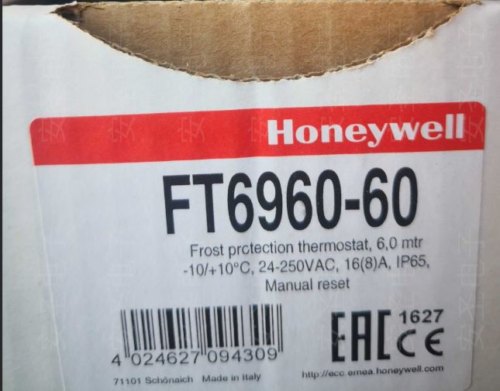 Honeywell
FT6960-60
Frost protection thermostat, 6,0 mtr
-10/+10°C, 24-250VAC, 16(8)A, IP65,
Manual reset
4 024627 094309
EAC CE 1627
71101 Schönaich Made in Italy
http://ecc.emea.honeywell.com